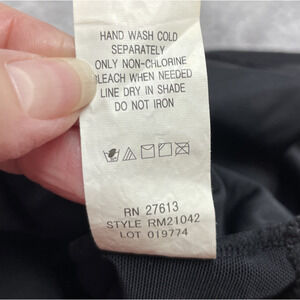 HAND WASH COLD
SEPARATELY
ONLY NON-CHLORINE
BLEACH WHEN NEEDED
LINE DRY IN SHADE
DO NOT IRON
RN 27613
STYLE RM21042
LOT 019774